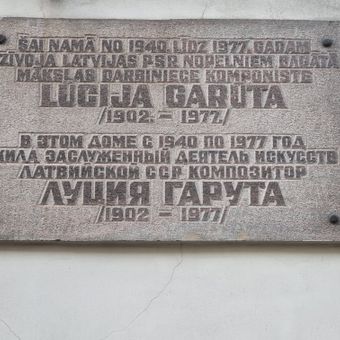 ŠAI NAMĀ NO 1940. LĪDZ 1977. GADAM
DZĪVOJA LATVIJAS PSR NOPELNIEM BAGĀTĀ
MĀKSLAS DARBINIECE KOMPONISTE
LŪCIJA GARŪTA
/1902. – 1977./
В ЭТОМ ДОМЕ С 1940 ПО 1977 ГОД
ЖИЛА ЗАСЛУЖЕННЫЙ ДЕЯТЕЛЬ ИСКУССТВ
ЛАТВИЙСКОЙ ССР КОМПОЗИТОР
ЛУЦИЯ ГАРУТА
/1902 – 1977/